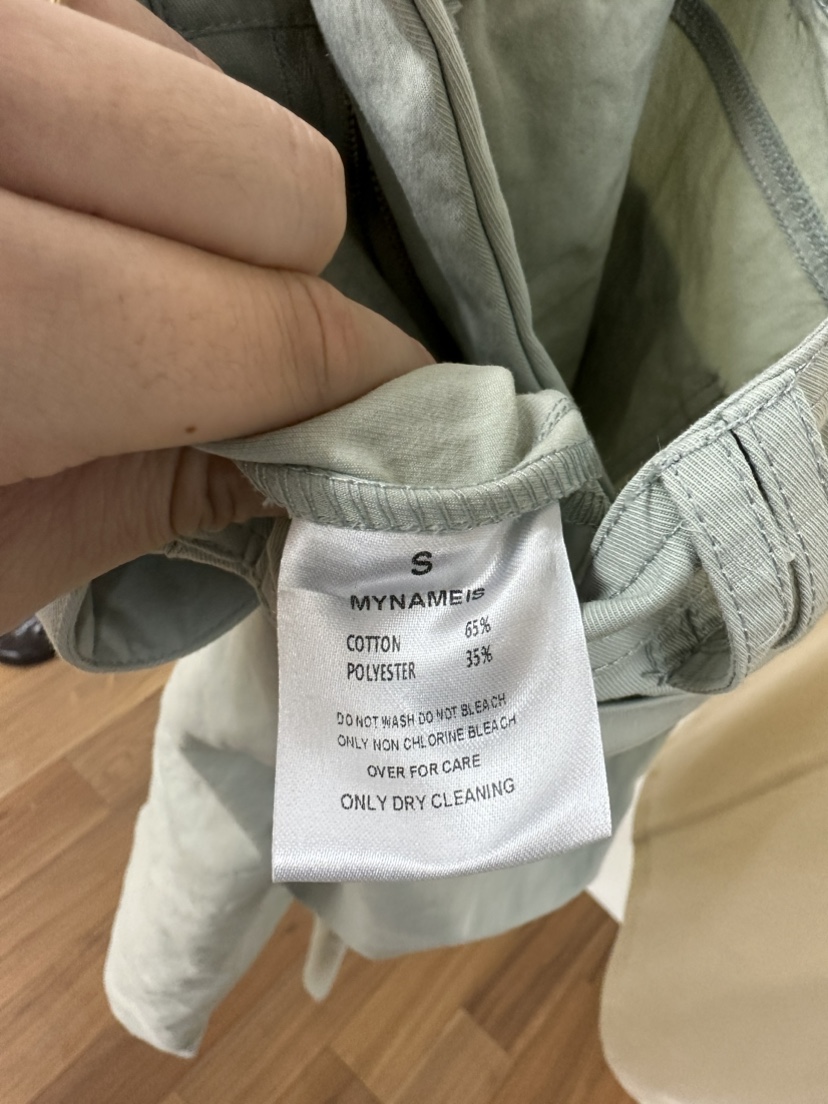 S
MYNAMEIS
COTTON 65%
POLYESTER 35%
DO NOT WASH DO NOT BLEACH
ONLY NON CHLORINE BLEACH
OVER FOR CARE
ONLY DRY CLEANING